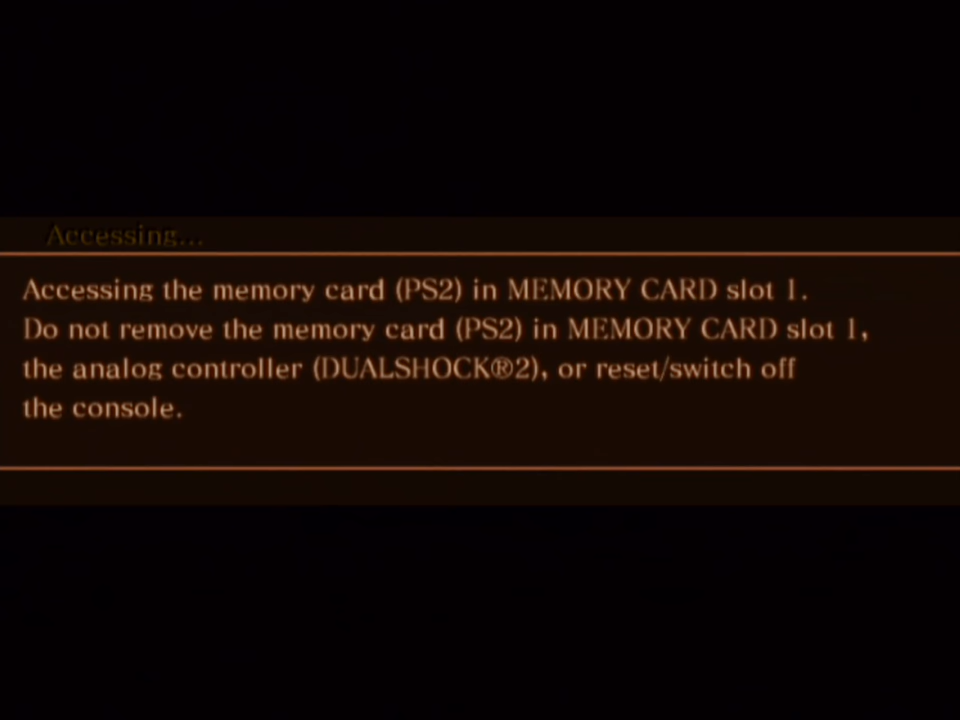 Accessing...
Accessing the memory card (PS2) in MEMORY CARD slot 1.
Do not remove the memory card (PS2) in MEMORY CARD slot 1,
the analog controller (DUALSHOCK®2), or reset/switch off
the console.